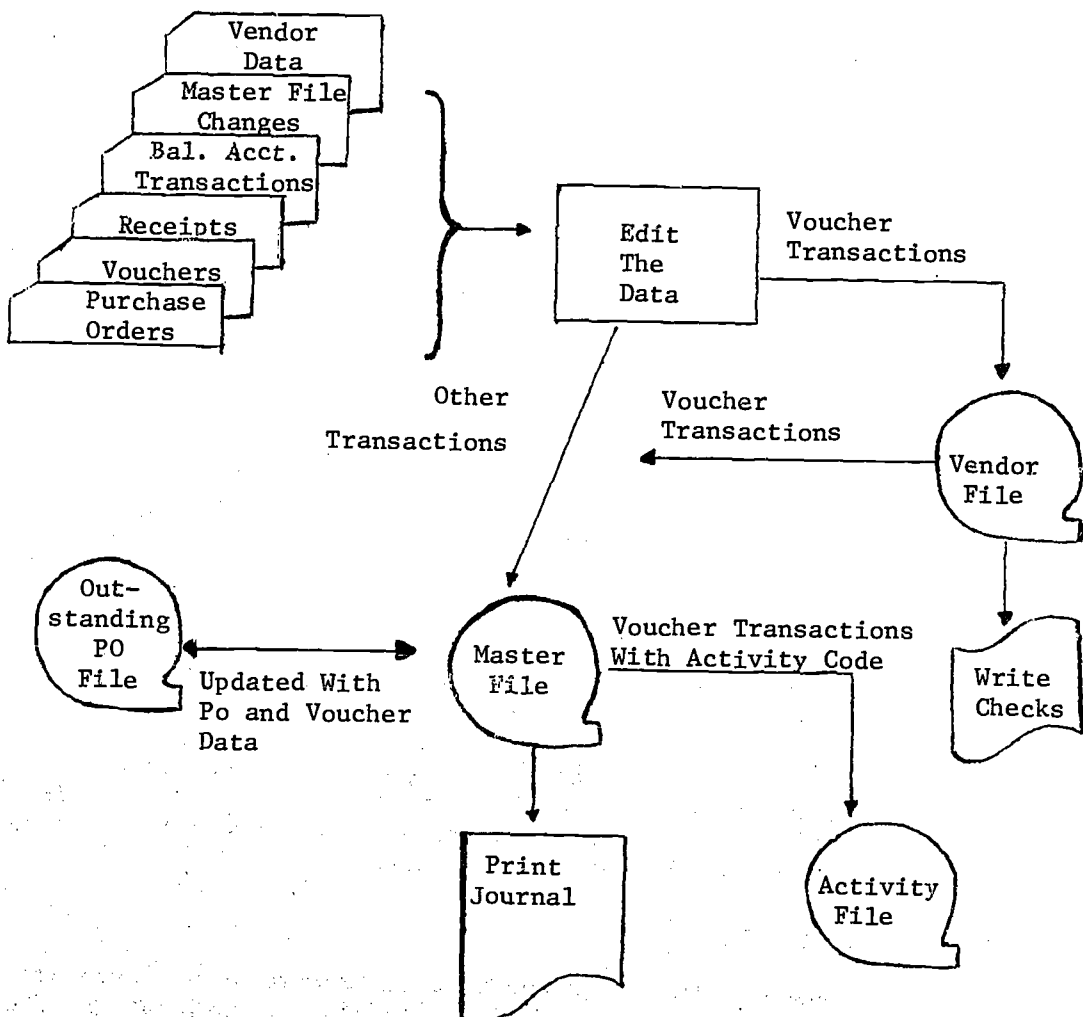 Vendor
Data
Master File
Changes
Bal. Acct.
Transactions
Receipts
Vouchers
Purchase
Orders
Edit
The
Data
Voucher
Transactions
Other
Transactions
Voucher
Transactions
Vendor
File
Out-
standing
PO
File
Updated With
Po and Voucher
Data
Master
File
Voucher Transactions
With Activity Code
Write
Checks
Print
Journal
Activity
File